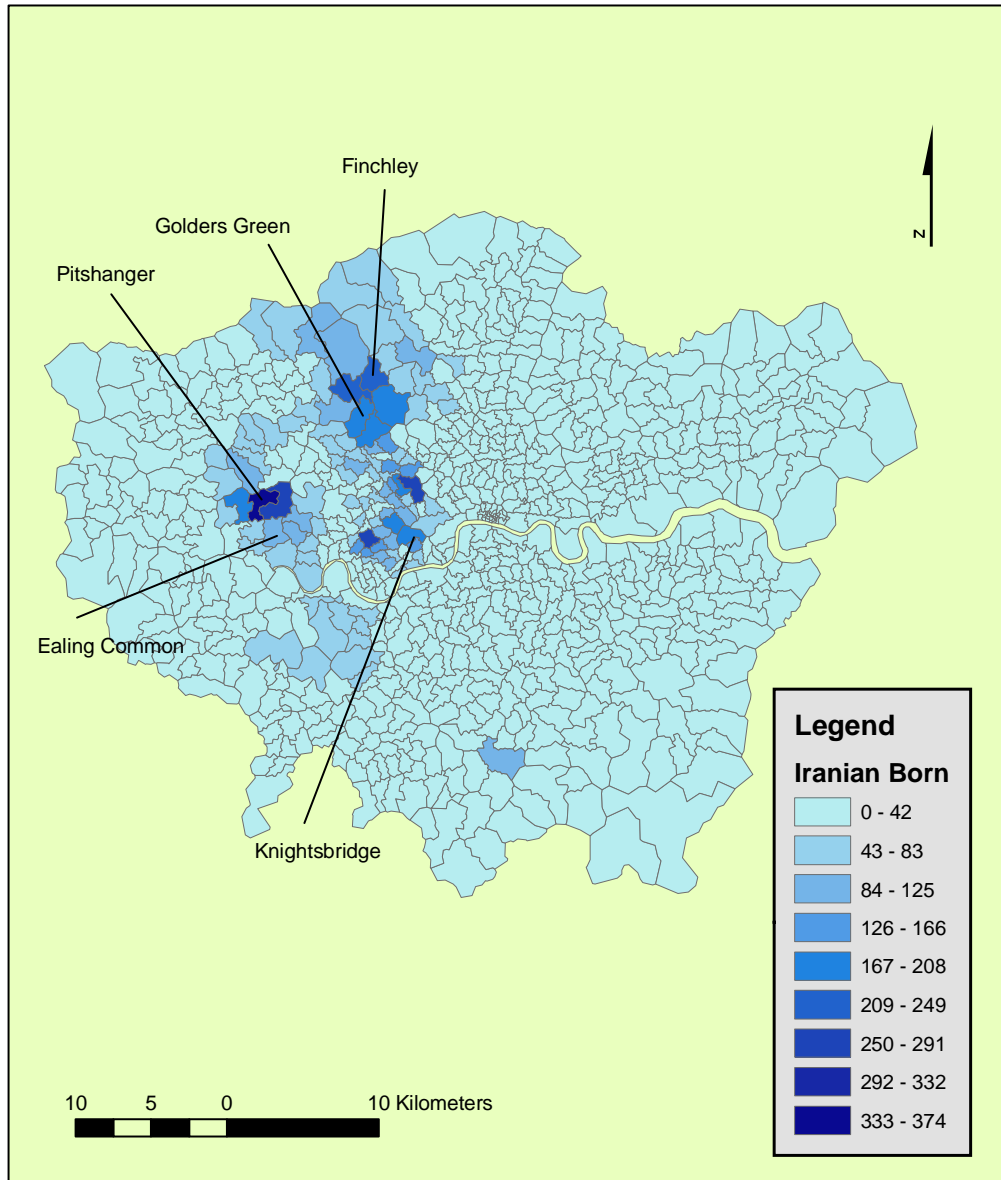 Finchley
Golders Green
Pitshanger
N
Ealing Common
Knightsbridge
Legend
Iranian Born
0 - 42
43 - 83
84 - 125
126 - 166
167 - 208
209 - 249
250 - 291
292 - 332
333 - 374
10 5 0 10 Kilometers